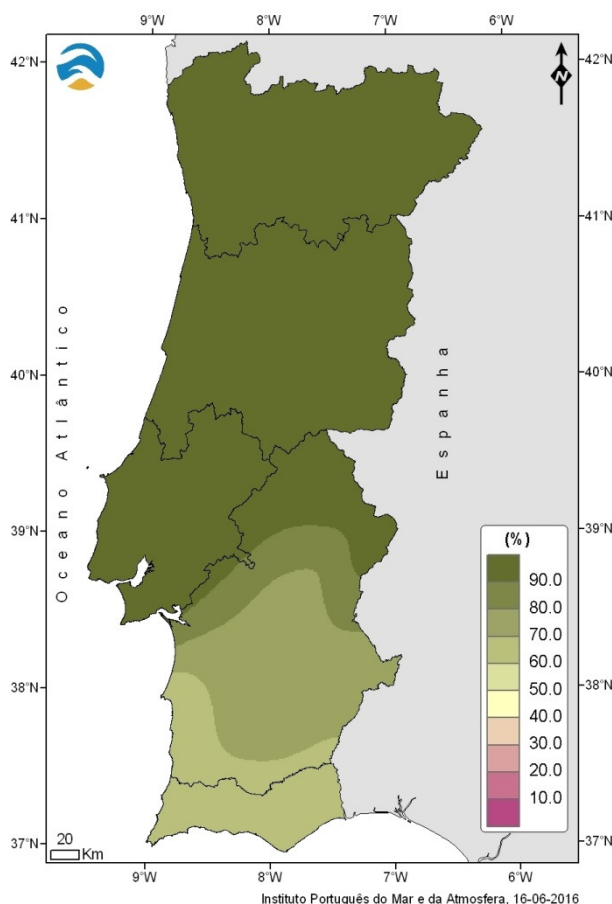 9°W 8°W 7°W
42°N 42°N
41°N 41°N
40°N 40°N
39°N 39°N
38°N 38°N
37°N 37°N
N
Oceano Atlântico
Espanha
(%)
90.0
80.0
70.0
60.0
50.0
40.0
30.0
20.0
10.0
20
Km
9°W 8°W 7°W 6°W
Instituto Português do Mar e da Atmosfera, 16-06-2016